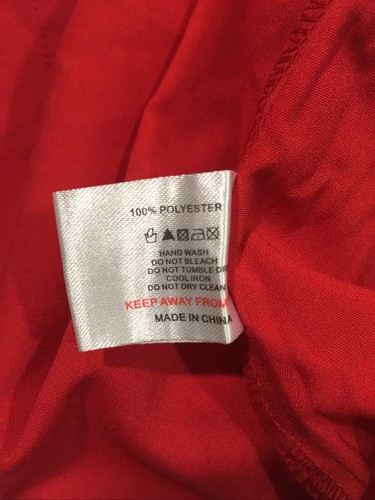 100% POLYESTER
HAND WASH
DO NOT BLEACH
DO NOT TUMBLE DR
COOL IRON
DO NOT DRY CLEAN
KEEP AWAY FROM
MADE IN CHINA